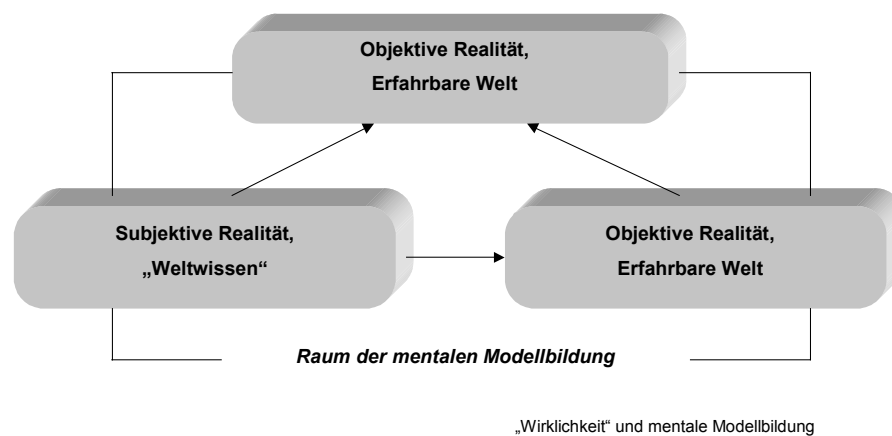 Objektive Realität,
Erfahrbare Welt
Subjektive Realität,
„Weltwissen“
Objektive Realität,
Erfahrbare Welt
Raum der mentalen Modellbildung
„Wirklichkeit“ und mentale Modellbildung